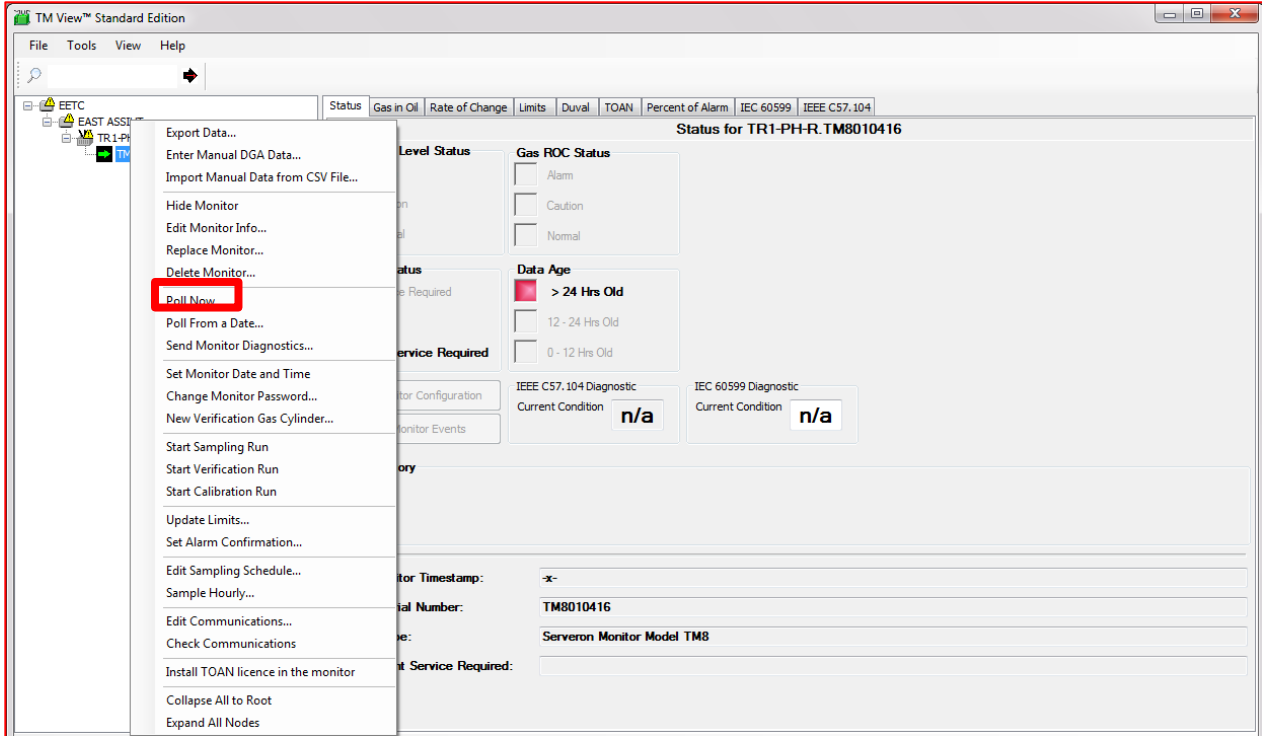 TM View™ Standard Edition
File Tools View Help
EETC
EAST ASSIUT
TR1-PH
TM
Export Data...
Enter Manual DGA Data...
Import Manual Data from CSV File...
Hide Monitor
Edit Monitor Info...
Replace Monitor...
Delete Monitor...
Poll Now
Poll From a Date...
Send Monitor Diagnostics...
Set Monitor Date and Time
Change Monitor Password...
New Verification Gas Cylinder...
Start Sampling Run
Start Verification Run
Start Calibration Run
Update Limits...
Set Alarm Confirmation...
Edit Sampling Schedule...
Sample Hourly...
Edit Communications...
Check Communications
Install TOAN licence in the monitor
Collapse All to Root
Expand All Nodes
Status Gas in Oil Rate of Change Limits Duval TOAN Percent of Alarm IEC 60599 IEEE C57.104
Status for TR1-PH-R.TM8010416
Level Status
Gas ROC Status
Alarm
Caution
Normal
Data Age
e Required
> 24 Hrs Old
12 - 24 Hrs Old
ervice Required
0 - 12 Hrs Old
tor Configuration
Monitor Events
IEEE C57.104 Diagnostic
Current Condition n/a
IEC 60599 Diagnostic
Current Condition n/a
ory
itor Timestamp: -x-
ial Number: TM8010416
pe: Serveron Monitor Model TM8
nt Service Required: